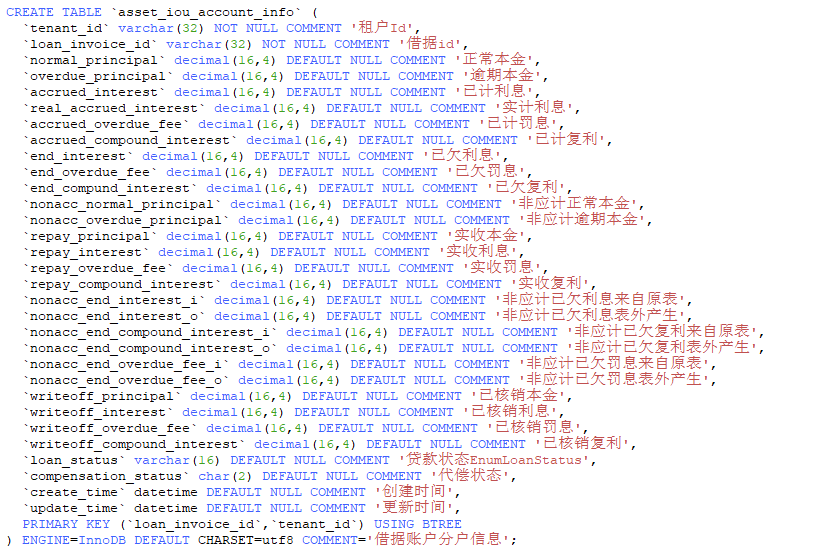 CREATE TABLE `asset_iou_account_info` (
  `tenant_id` varchar(32) NOT NULL COMMENT '租户Id',
  `loan_invoice_id` varchar(32) NOT NULL COMMENT '借据id',
  `normal_principal` decimal(16,4) DEFAULT NULL COMMENT '正常本金',
  `overdue_principal` decimal(16,4) DEFAULT NULL COMMENT '逾期本金',
  `accrued_interest` decimal(16,4) DEFAULT NULL COMMENT '已计利息',
  `real_accrued_interest` decimal(16,4) DEFAULT NULL COMMENT '实计利息',
  `accrued_overdue_fee` decimal(16,4) DEFAULT NULL COMMENT '已计罚息',
  `accrued_compound_interest` decimal(16,4) DEFAULT NULL COMMENT '已计复利',
  `end_interest` decimal(16,4) DEFAULT NULL COMMENT '已欠利息',
  `end_overdue_fee` decimal(16,4) DEFAULT NULL COMMENT '已欠罚息',
  `end_compund_interest` decimal(16,4) DEFAULT NULL COMMENT '已欠复利',
  `nonacc_normal_principal` decimal(16,4) DEFAULT NULL COMMENT '非应计正常本金',
  `nonacc_overdue_principal` decimal(16,4) DEFAULT NULL COMMENT '非应计逾期本金',
  `repay_principal` decimal(16,4) DEFAULT NULL COMMENT '实收本金',
  `repay_interest` decimal(16,4) DEFAULT NULL COMMENT '实收利息',
  `repay_overdue_fee` decimal(16,4) DEFAULT NULL COMMENT '实收罚息',
  `repay_compound_interest` decimal(16,4) DEFAULT NULL COMMENT '实收复利',
  `nonacc_end_interest_i` decimal(16,4) DEFAULT NULL COMMENT '非应计已欠利息来自原表',
  `nonacc_end_interest_o` decimal(16,4) DEFAULT NULL COMMENT '非应计已欠利息表外产生',
  `nonacc_end_compound_interest_i` decimal(16,4) DEFAULT NULL COMMENT '非应计已欠复利来自原表',
  `nonacc_end_compound_interest_o` decimal(16,4) DEFAULT NULL COMMENT '非应计已欠复利表外产生',
  `nonacc_end_overdue_fee_i` decimal(16,4) DEFAULT NULL COMMENT '非应计已欠罚息来自原表',
  `nonacc_end_overdue_fee_o` decimal(16,4) DEFAULT NULL COMMENT '非应计已欠罚息表外产生',
  `writeoff_principal` decimal(16,4) DEFAULT NULL COMMENT '已核销本金',
  `writeoff_interest` decimal(16,4) DEFAULT NULL COMMENT '已核销利息',
  `writeoff_overdue_fee` decimal(16,4) DEFAULT NULL COMMENT '已核销罚息',
  `writeoff_compound_interest` decimal(16,4) DEFAULT NULL COMMENT '已核销复利',
  `loan_status` varchar(16) DEFAULT NULL COMMENT '贷款状态EnumLoanStatus',
  `compensation_status` char(2) DEFAULT NULL COMMENT '代偿状态',
  `create_time` datetime DEFAULT NULL COMMENT '创建时间',
  `update_time` datetime DEFAULT NULL COMMENT '更新时间',
  PRIMARY KEY (`loan_invoice_id`,`tenant_id`) USING BTREE
) ENGINE=InnoDB DEFAULT CHARSET=utf8 COMMENT='借据账户分户信息';